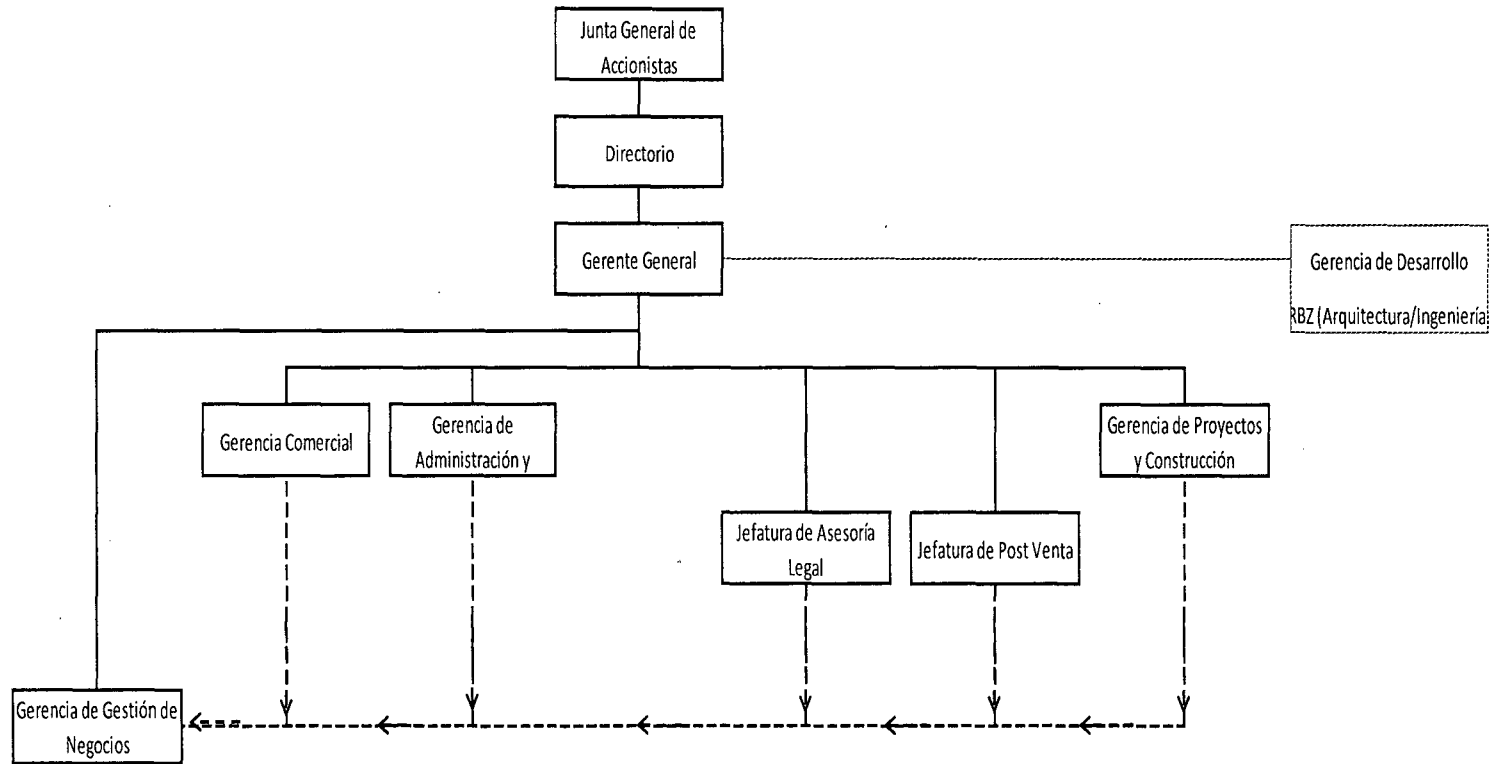 Junta General de
Accionistas
Directorio
Gerente General
Gerencia de Desarrollo
RBZ (Arquitectura/Ingeniería
Gerencia Comercial
Gerencia de
Administración y
Gerencia de Proyectos
y Construcción
Jefatura de Asesoría
Legal
Jefatura de Post Venta
Gerencia de Gestión de
Negocios